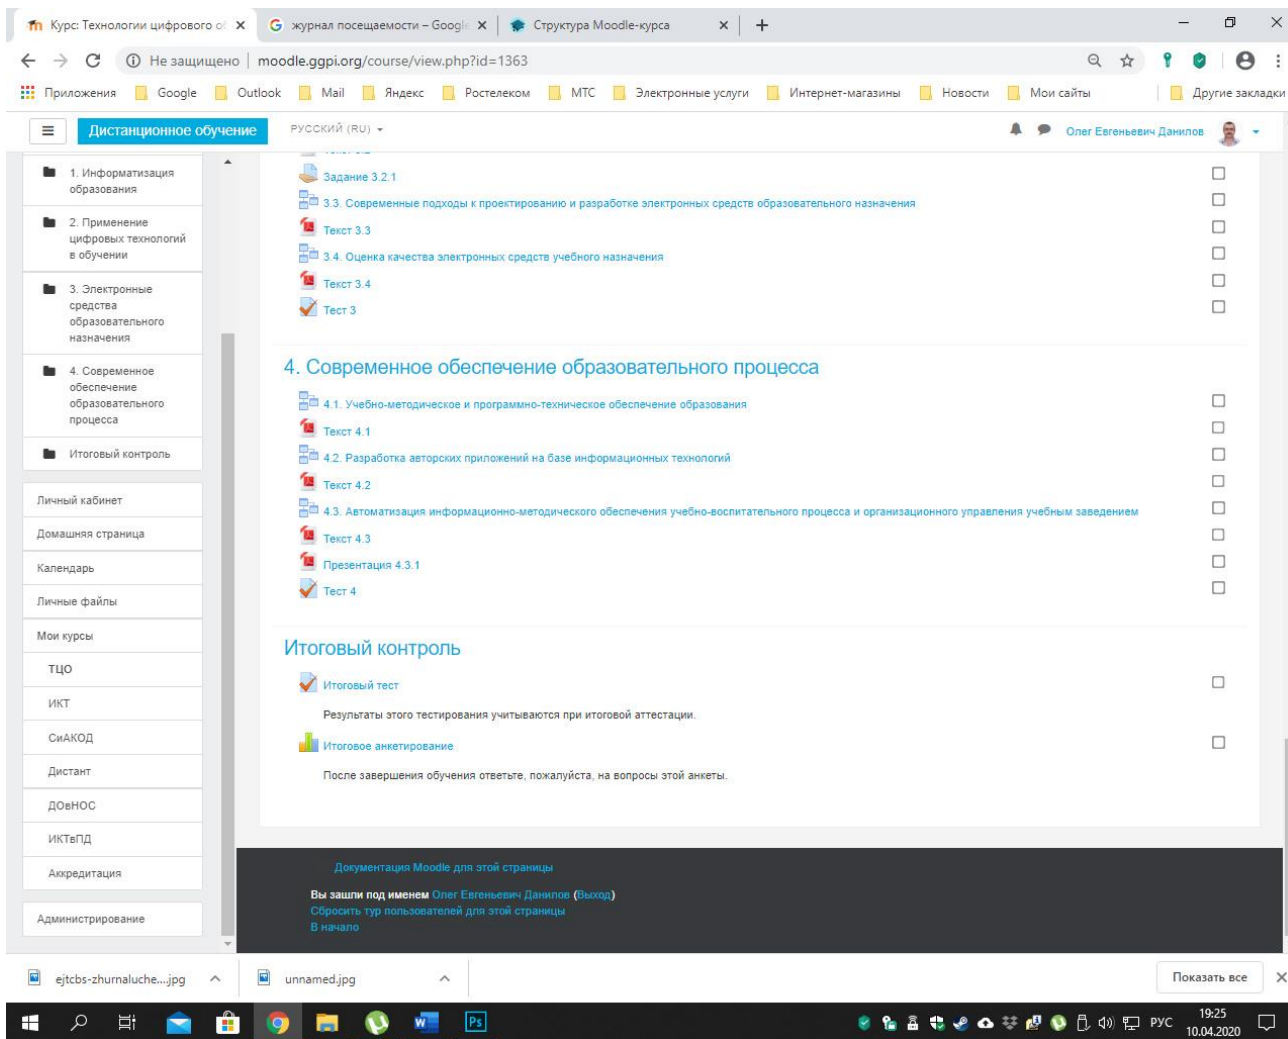 Курс: Технологии цифрового об
журнал посещаемости – Google
Структура Moodle-курса
Не защищено
moodle.ggpi.org/course/view.php?id=1363
Приложения
Google
Outlook
Mail
Яндекс
Ростелеком
МТС
Электронные услуги
Интернет-магазины
Новости
Мои сайты
Другие закладки
Дистанционное обучение
РУССКИЙ (RU)
Олег Евгеньевич Данилов
1. Информатизация
образования
2. Применение
цифровых технологий
в обучении
3. Электронные
средства
образовательного
назначения
4. Современное
обеспечение
образовательного
процесса
Итоговый контроль
Личный кабинет
Домашняя страница
Календарь
Личные файлы
Мои курсы
ТЦО
ИКТ
СиАКОД
Дистант
ДОвНОС
ИКТвПД
Аккредитация
Администрирование
Задание 3.2.1
3.3. Современные подходы к проектированию и разработке электронных средств образовательного назначения
Текст 3.3
3.4. Оценка качества электронных средств учебного назначения
Текст 3.4
Тест 3
4. Современное обеспечение образовательного процесса
4.1. Учебно-методическое и программно-техническое обеспечение образования
Текст 4.1
4.2. Разработка авторских приложений на базе информационных технологий
Текст 4.2
4.3. Автоматизация информационно-методического обеспечения учебно-воспитательного процесса и организационного управления учебным заведением
Текст 4.3
Презентация 4.3.1
Тест 4
Итоговый контроль
Итоговый тест
Результаты этого тестирования учитываются при итоговой аттестации.
Итоговое анкетирование
После завершения обучения ответьте, пожалуйста, на вопросы этой анкеты.
Документация Moodle для этой страницы
Вы зашли под именем Олег Евгеньевич Данилов (Выход)
Сбросить тур пользователей для этой страницы
В начало
ejtcbs-zhurnaluche....jpg
unnamed.jpg
Показать все
Ps
РУС
19:25
10.04.2020